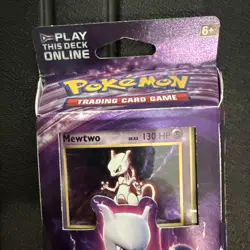 PLAY
THIS DECK
ONLINE
6+
POKéMON
TRADING CARD GAME
Mewtwo 130 HP